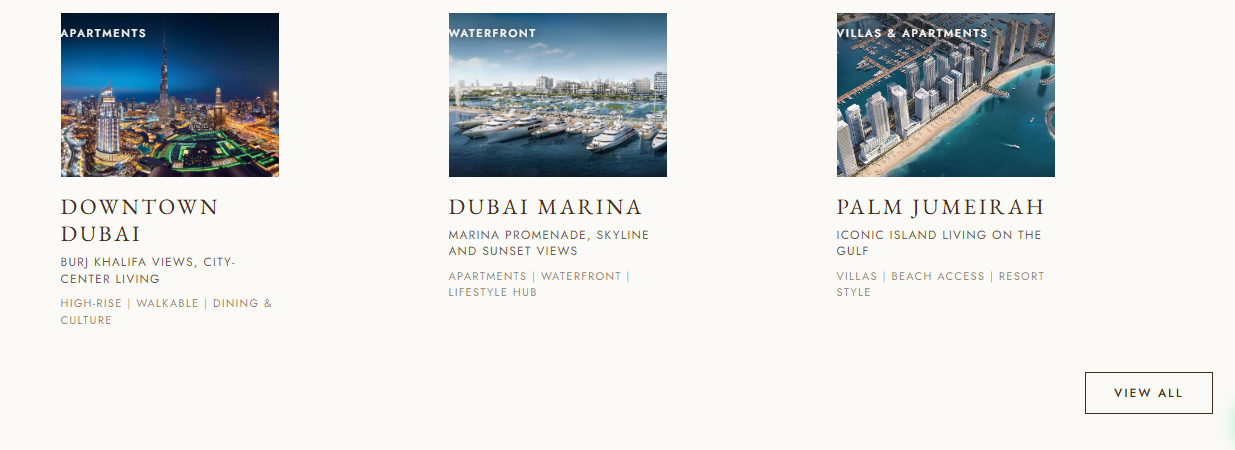 APARTMENTS
WATERFRONT
VILLAS & APARTMENTS
DOWNTOWN
DUBAI
BURJ KHALIFA VIEWS, CITY-
CENTER LIVING
HIGH-RISE | WALKABLE | DINING &
CULTURE
DUBAI MARINA
MARINA PROMENADE, SKYLINE
AND SUNSET VIEWS
APARTMENTS | WATERFRONT |
LIFESTYLE HUB
PALM JUMEIRAH
ICONIC ISLAND LIVING ON THE
GULF
VILLAS | BEACH ACCESS | RESORT
STYLE
VIEW ALL